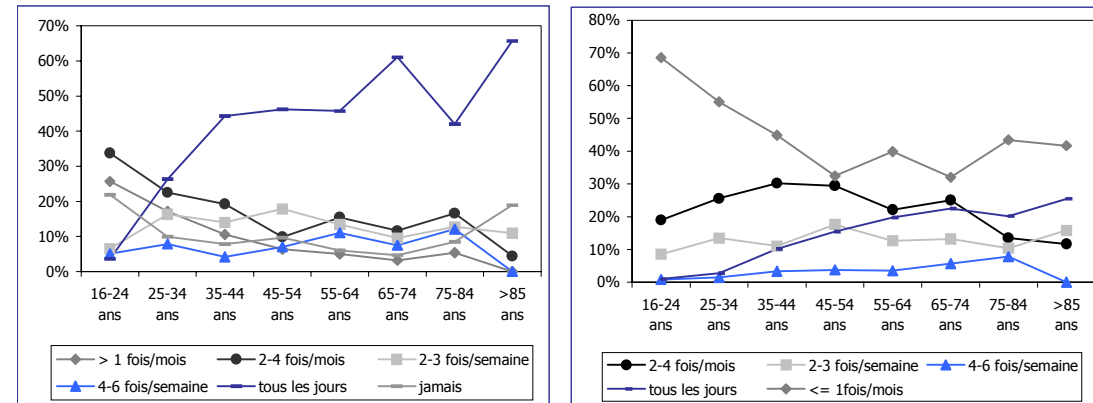 70%
60%
50%
40%
30%
20%
10%
0%
16-24 25-34 35-44 45-54 55-64 65-74 75-84 >85
ans ans ans ans ans ans ans ans
> 1 fois/mois 2-4 fois/mois 2-3 fois/semaine
4-6 fois/semaine tous les jours jamais
80%
70%
60%
50%
40%
30%
20%
10%
0%
16-24 25-34 35-44 45-54 55-64 65-74 75-84 >85
ans ans ans ans ans ans ans ans
2-4 fois/mois 2-3 fois/semaine 4-6 fois/semaine
tous les jours <= 1fois/mois